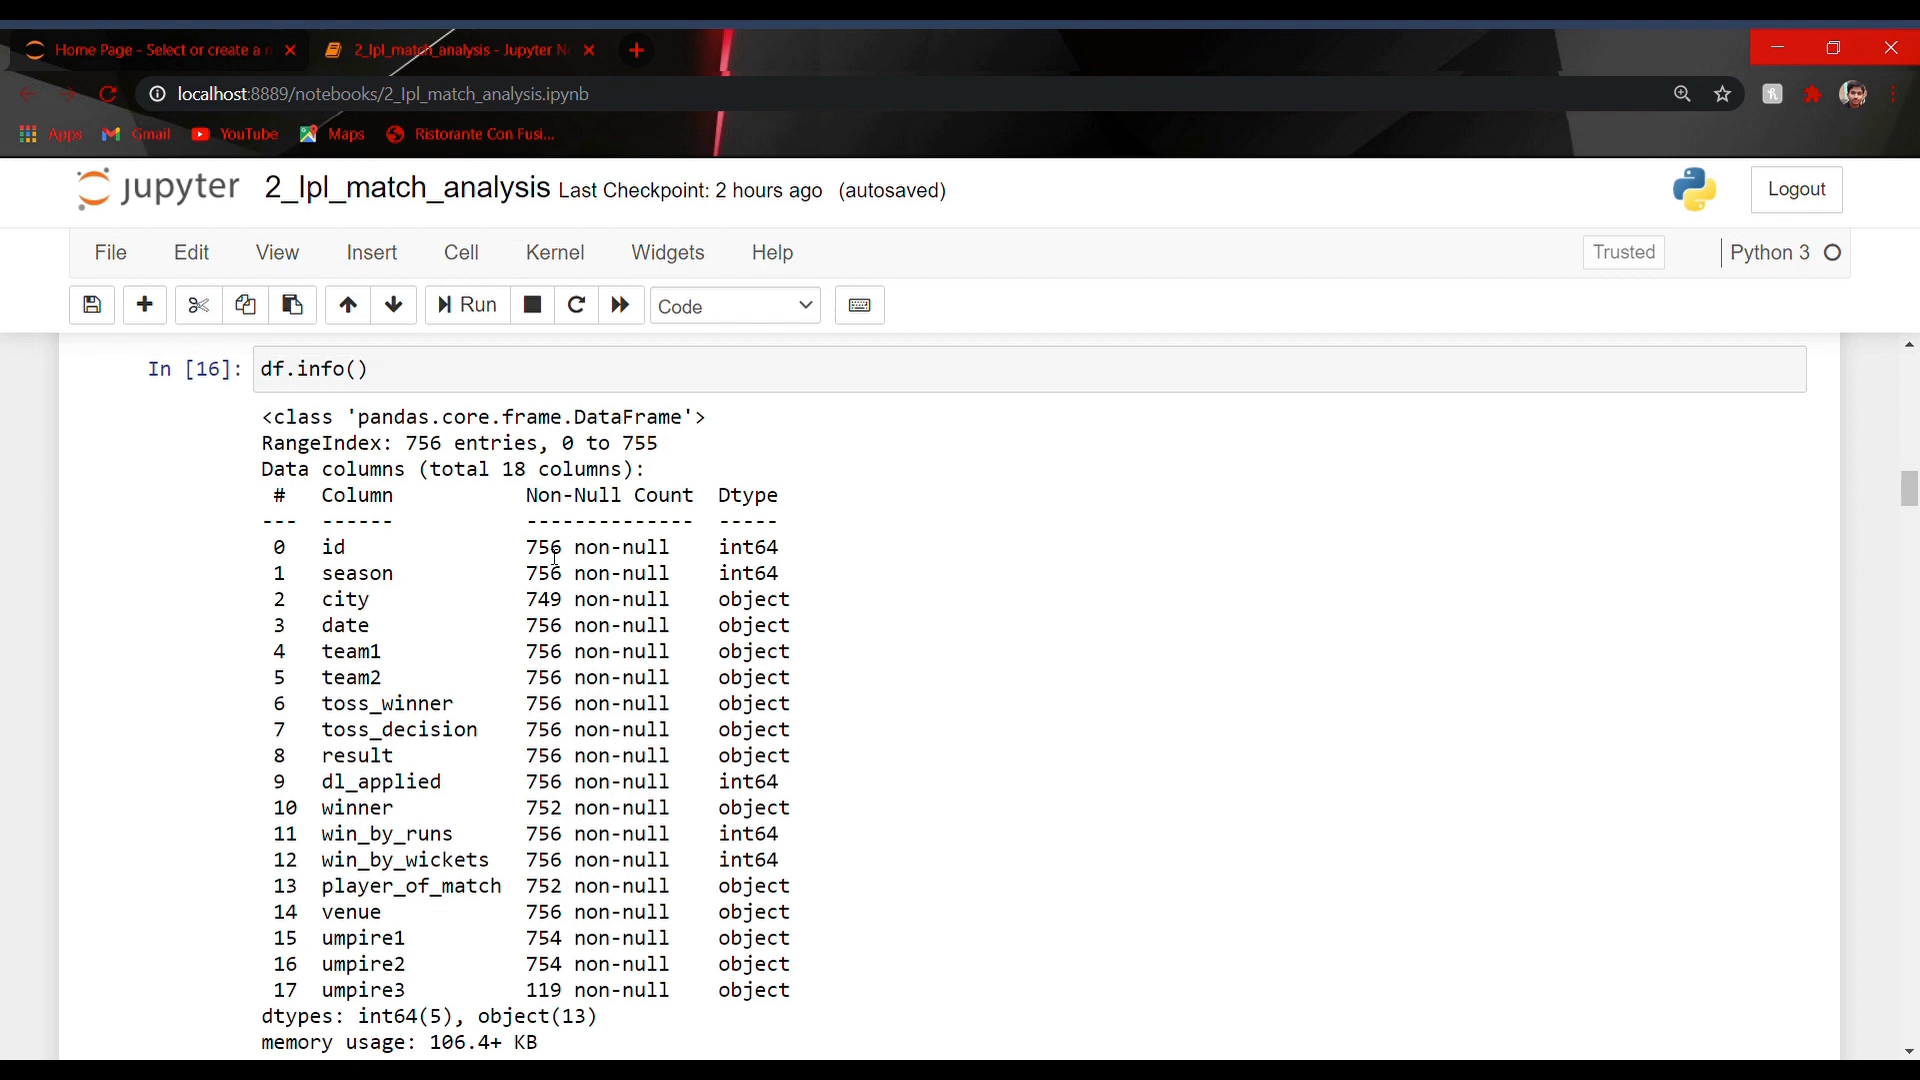 Home Page - Select or create a n
2_Ipl_match_analysis - Jupyter N
localhost:8889/notebooks/2_Ipl_match_analysis.ipynb
Apps Gmail YouTube Maps Ristorante Con Fusi...
jupyter 2_Ipl_match_analysis Last Checkpoint: 2 hours ago (autosaved)
Logout
File Edit View Insert Cell Kernel Widgets Help Trusted Python 3
Run Code
In [16]: df.info()
<class 'pandas.core.frame.DataFrame'>
RangeIndex: 756 entries, 0 to 755
Data columns (total 18 columns):
# Column Non-Null Count Dtype
--- ------ -------------- -----
0 id 756 non-null int64
1 season 756 non-null int64
2 city 749 non-null object
3 date 756 non-null object
4 team1 756 non-null object
5 team2 756 non-null object
6 toss_winner 756 non-null object
7 toss_decision 756 non-null object
8 result 756 non-null object
9 dl_applied 756 non-null int64
10 winner 752 non-null object
11 win_by_runs 756 non-null int64
12 win_by_wickets 756 non-null int64
13 player_of_match 752 non-null object
14 venue 756 non-null object
15 umpire1 754 non-null object
16 umpire2 754 non-null object
17 umpire3 119 non-null object
dtypes: int64(5), object(13)
memory usage: 106.4+ KB